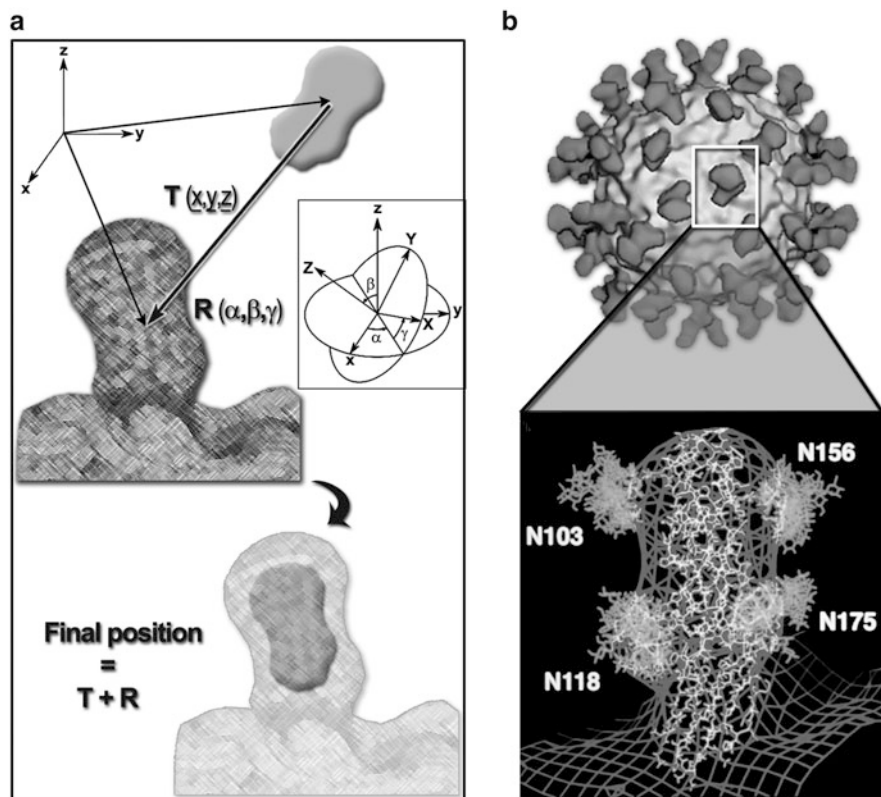 a
z
y
x
T (x,y,z)
R (α,β,γ)
z
Y
Z
β
X
y
α
γ
x
Final position
=
T + R
b
N156
N103
N175
N118